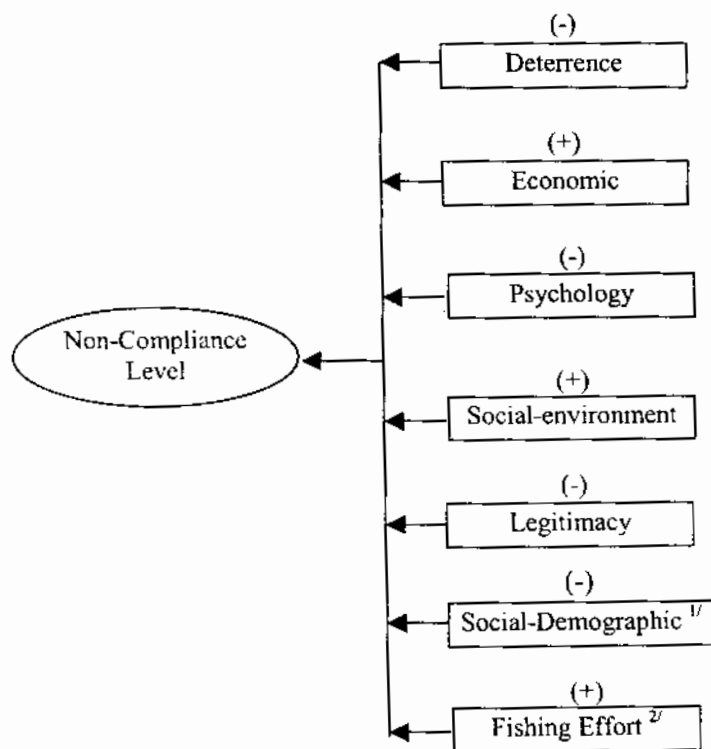 (-)
Deterrence
(+)
Economic
(-)
Psychology
Non-Compliance
Level
(+)
Social-environment
(-)
Legitimacy
(-)
Social-Demographic 1/
(+)
Fishing Effort 2/